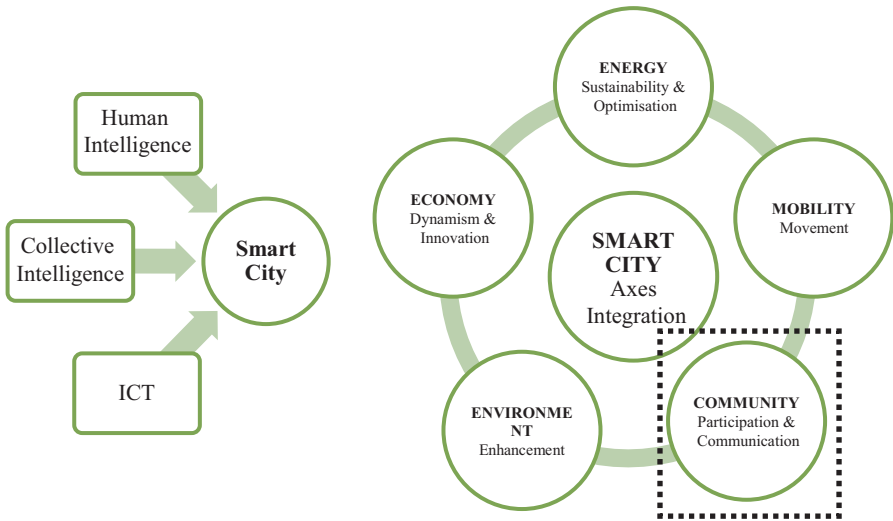 Human
Intelligence
Collective
Intelligence
ICT
Smart
City
ENERGY
Sustainability &
Optimisation
ECONOMY
Dynamism &
Innovation
MOBILITY
Movement
SMART
CITY
Axes
Integration
ENVIRONME
NT
Enhancement
COMMUNITY
Participation &
Communication